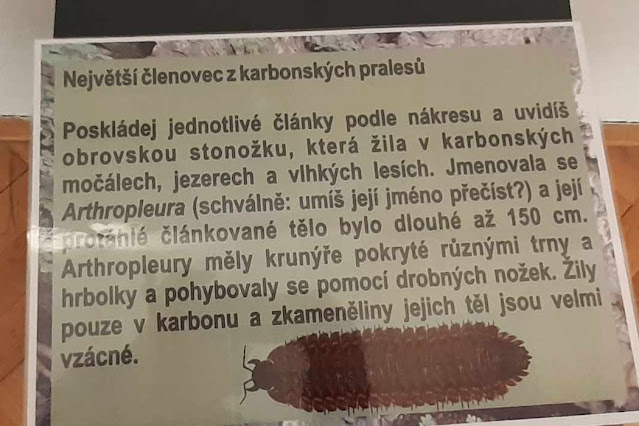 Největší členovec z karbonských pralesů
Poskládej jednotlivé články podle nákresu a uvidíš
obrovskou stonožku, která žila v karbonských
močálech, jezerech a vlhkých lesích. Jmenovala se
Arthropleura (schválně: umíš její jméno přečíst?) a její
protáhlé článkované tělo bylo dlouhé až 150 cm.
Arthropleury měly krunýře pokryté různými trny a
hrbolky a pohybovaly se pomocí drobných nožek. Žily
pouze v karbonu a zkameněliny jejich těl jsou velmi
vzácné.